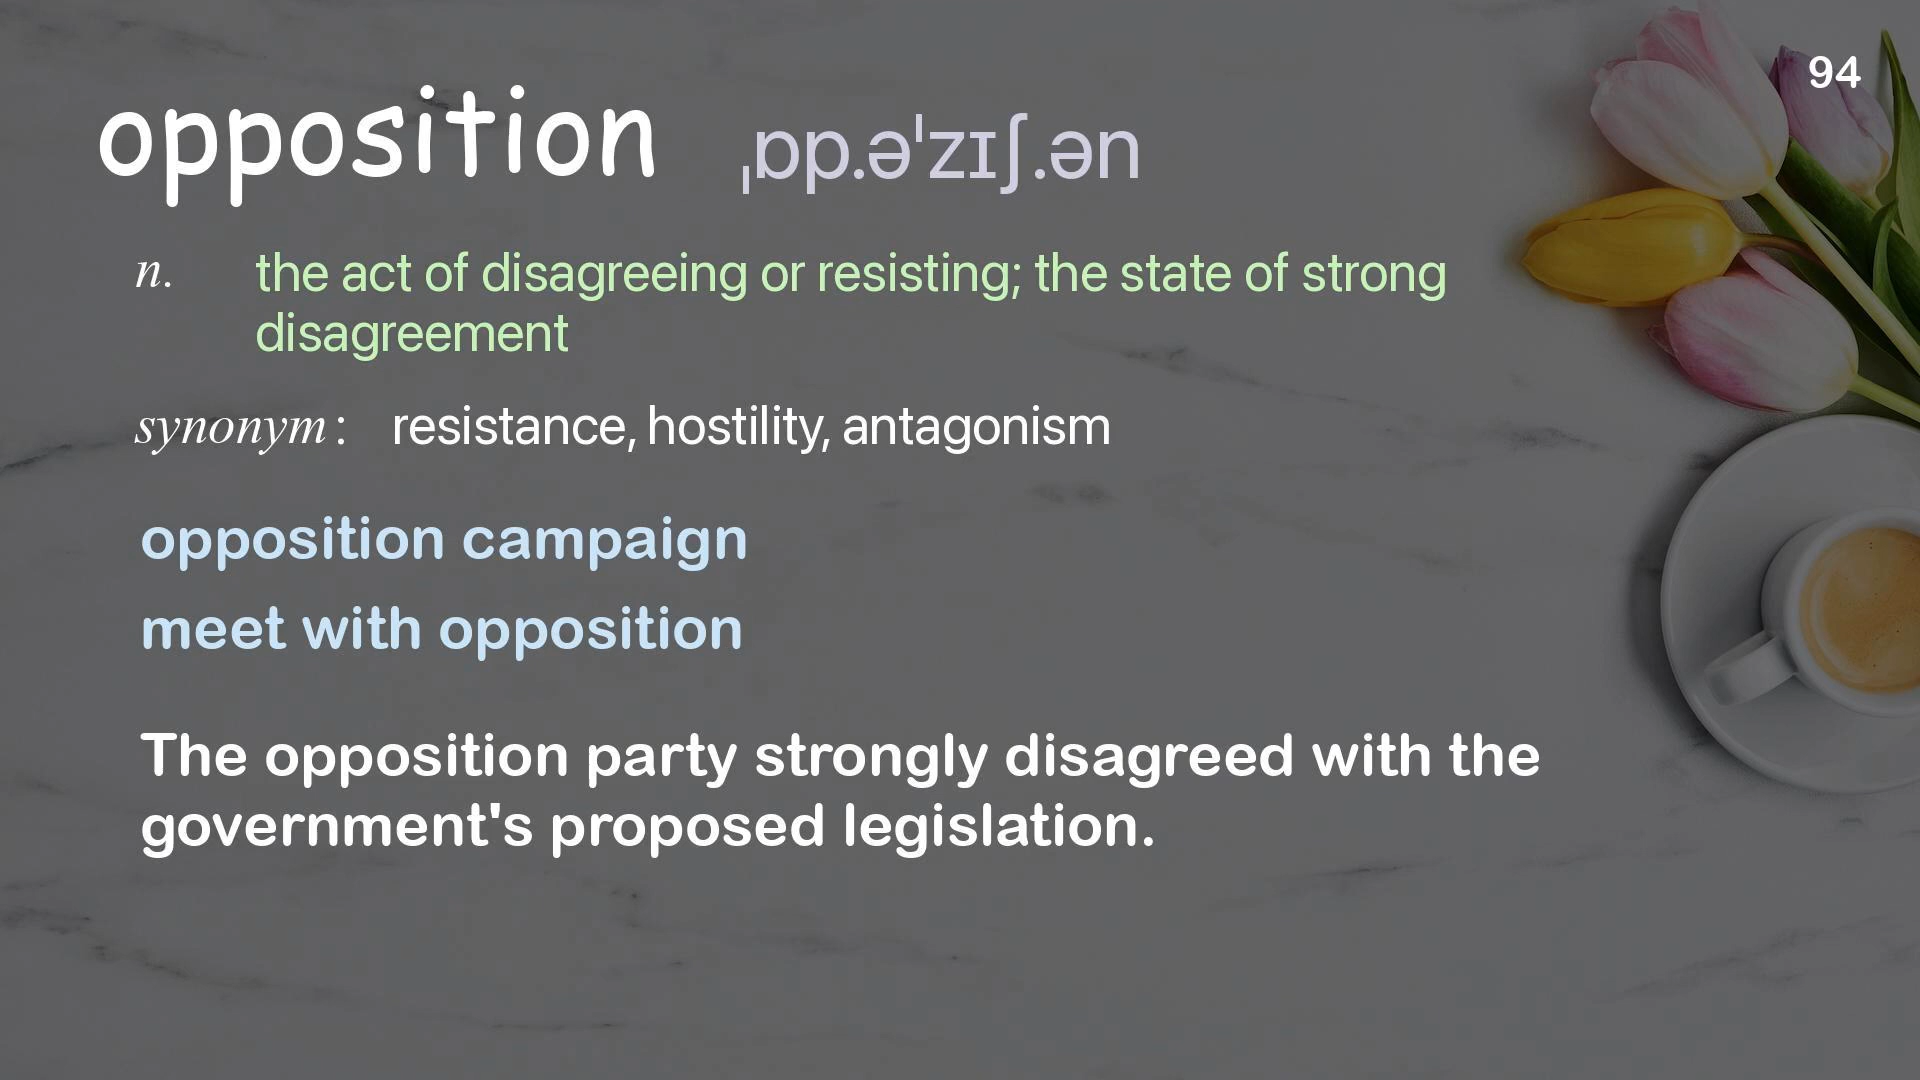 94
opposition ˌɒp.əˈzɪʃ.ən
n. the act of disagreeing or resisting; the state of strong
disagreement
synonym: resistance, hostility, antagonism
opposition campaign
meet with opposition
The opposition party strongly disagreed with the
government's proposed legislation.